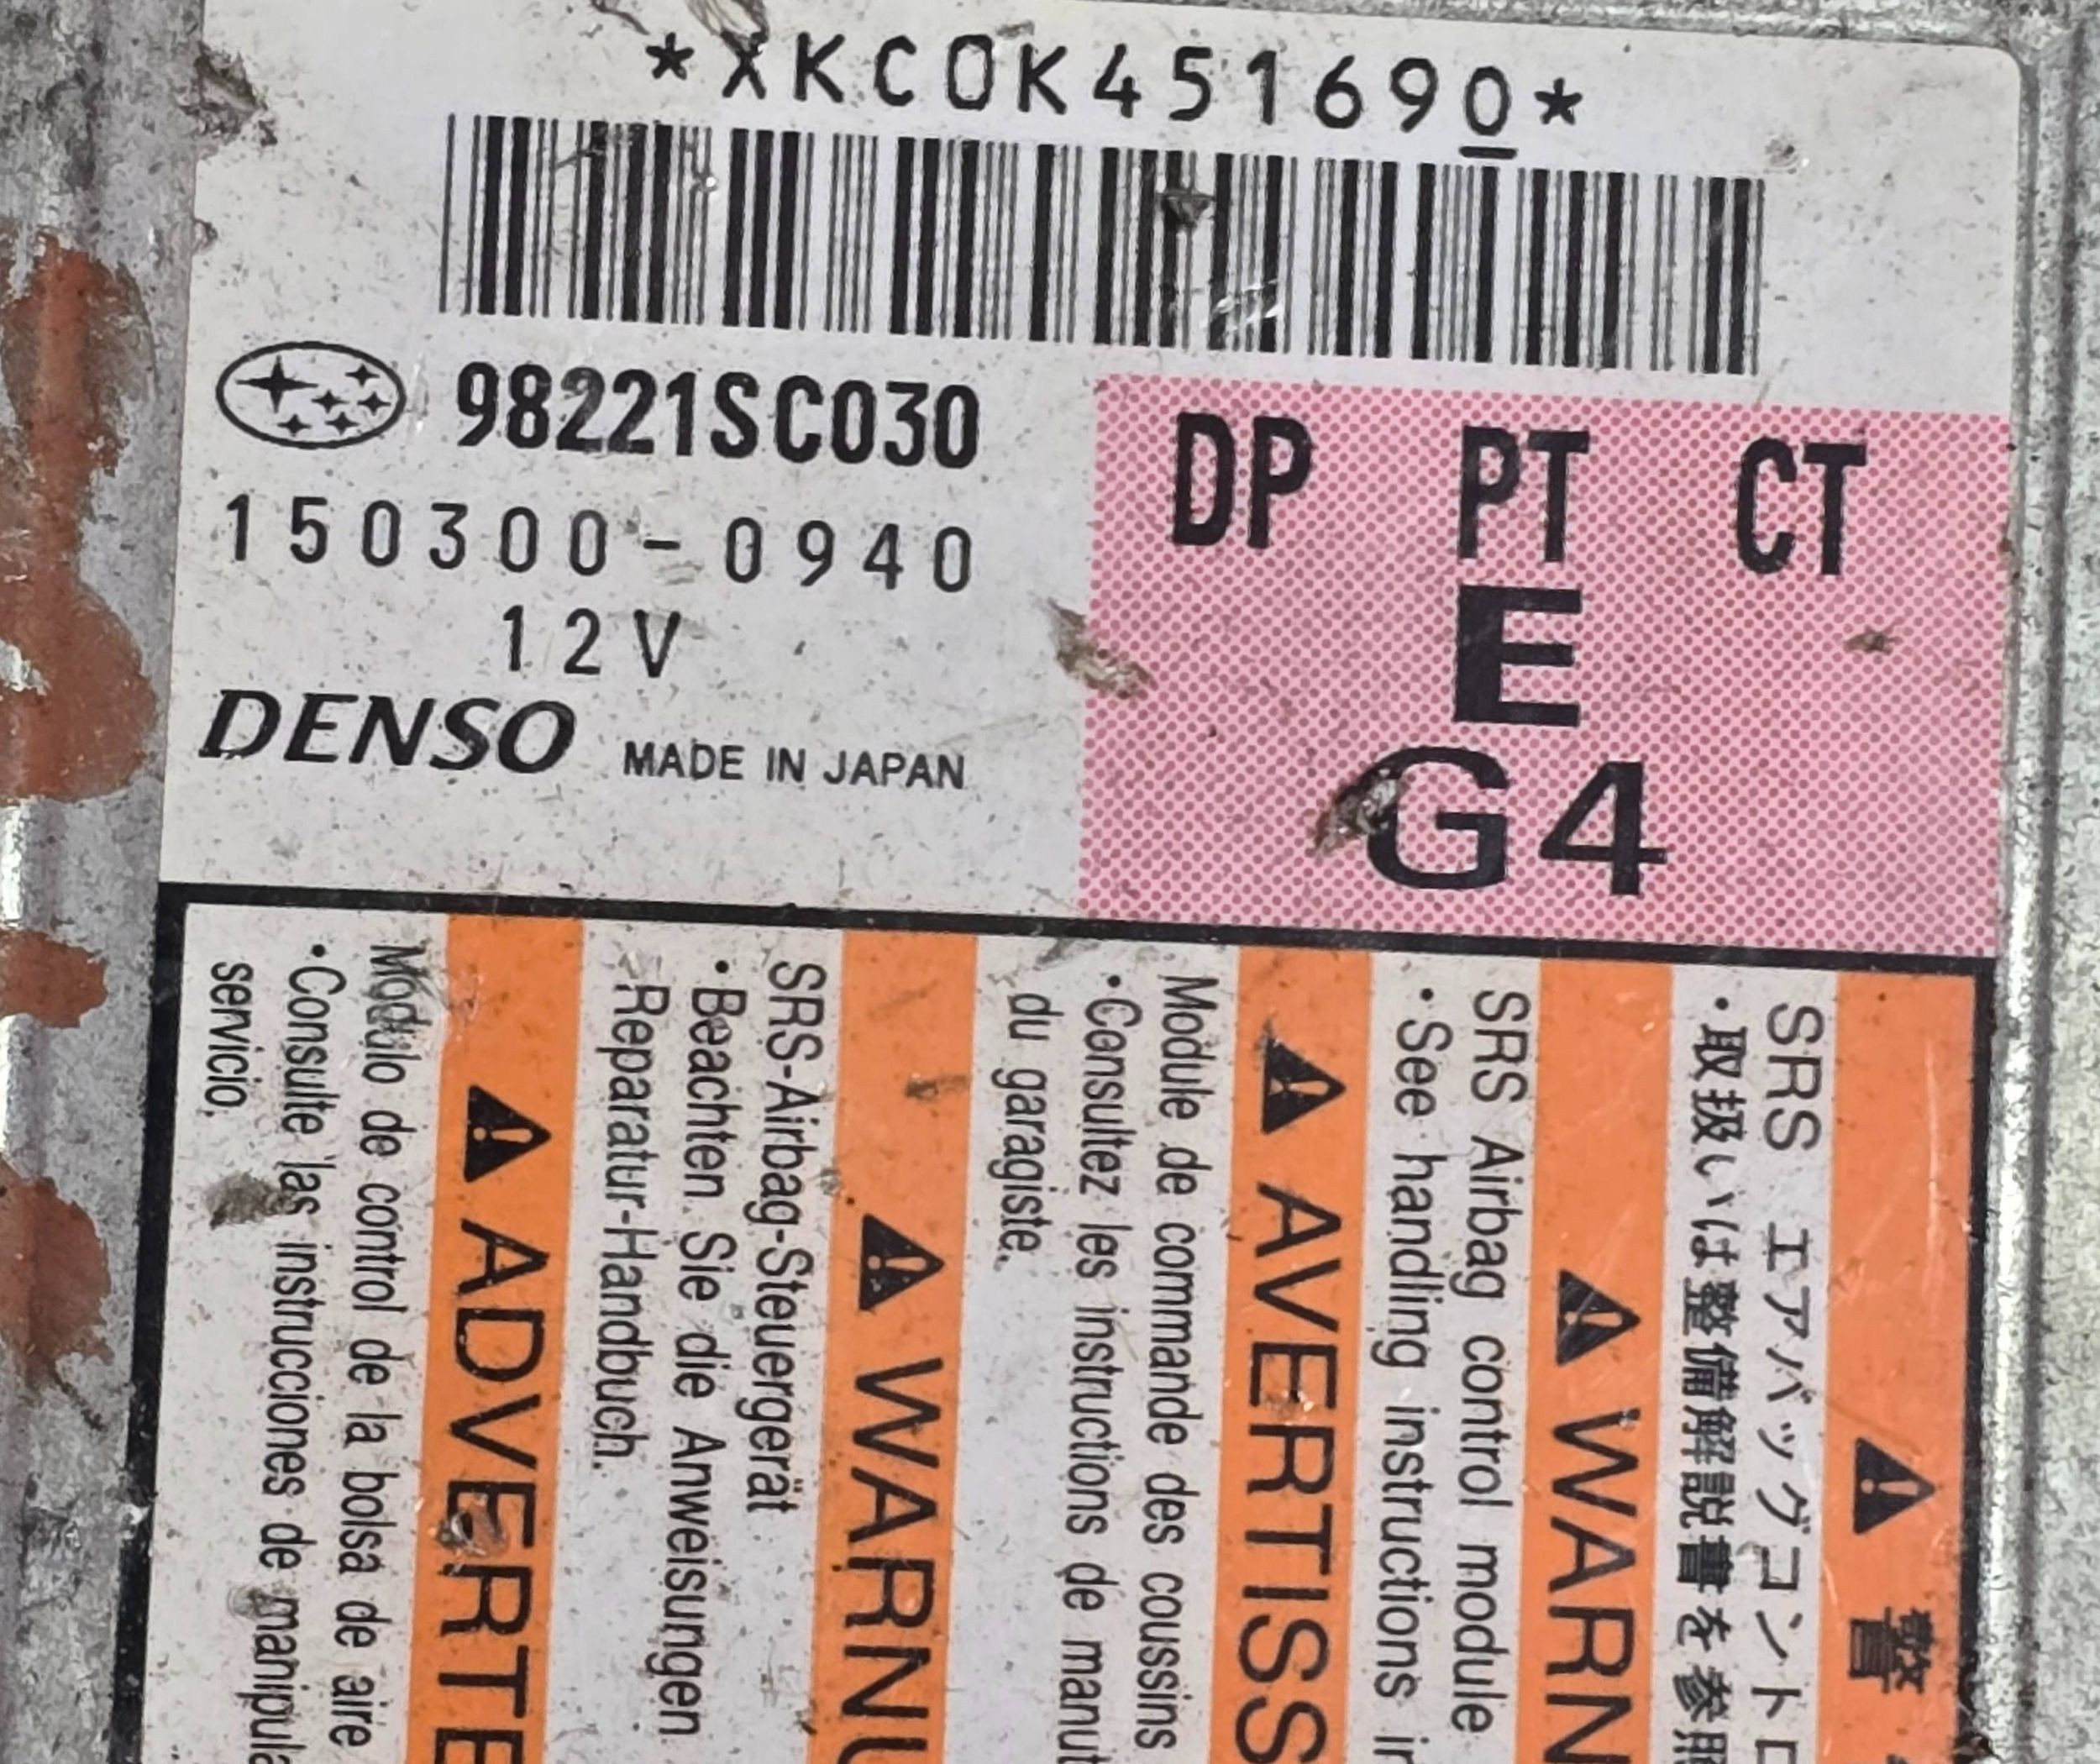 *XKC0K451690*
98221SC030
150300-0940
12V
DENSO MADE IN JAPAN
DP PT CT
E
G4
SRS エアバッグコントロ
・取扱いは整備解説書を参照
WARN
SRS Airbag control module
・See handling instructions in
AVERTISS
Module de commande des coussins
・Consultez les instructions de manut
du garagiste.
WARNU
SRS-Airbag-Steuergerät
・Beachten Sie die Anweisungen
-Reparatur-Handbuch.
ADVERTE
Modulo de control de la bolsa de aire
・Consulte las instrucciones de manipula
servicio.